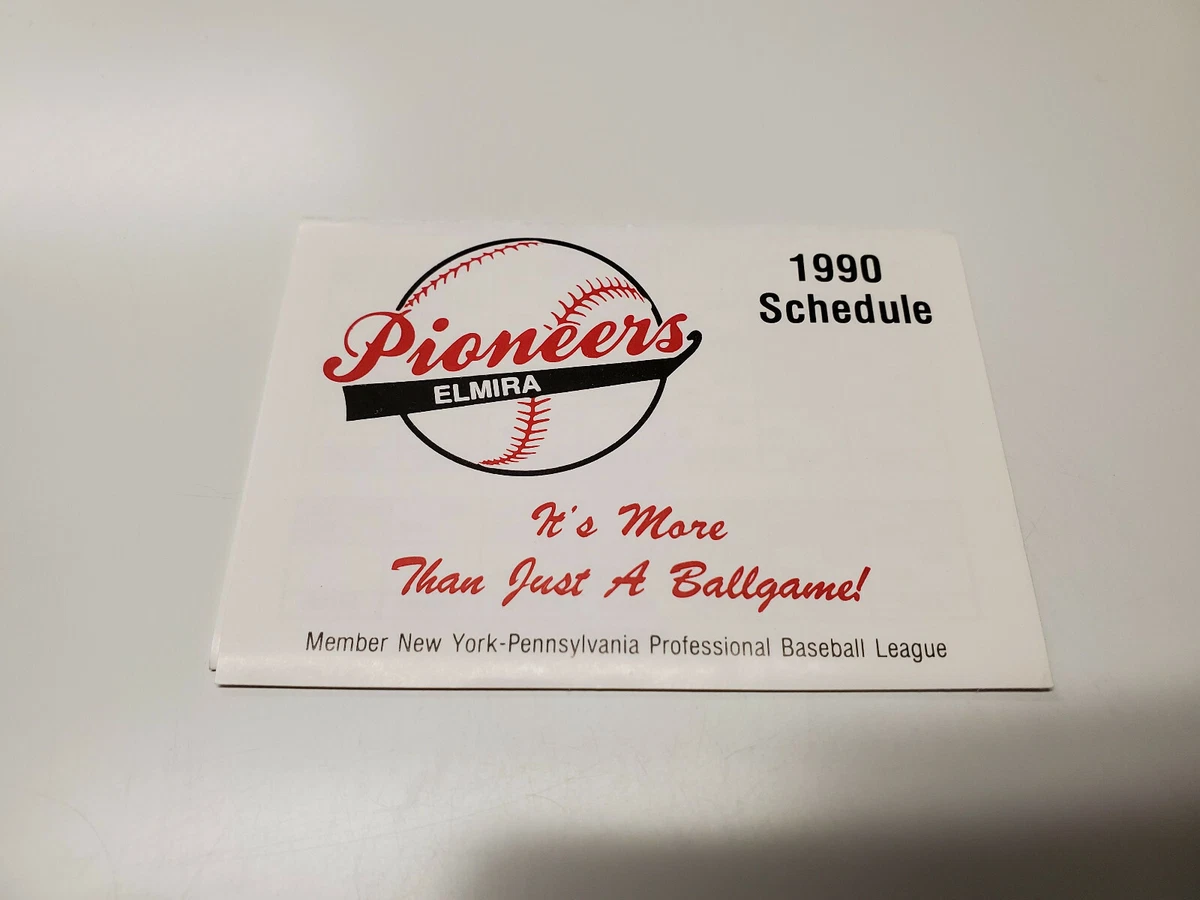 Pioneers
ELMIRA
1990
Schedule
It's More
Than Just A Ballgame!
Member New York-Pennsylvania Professional Baseball League